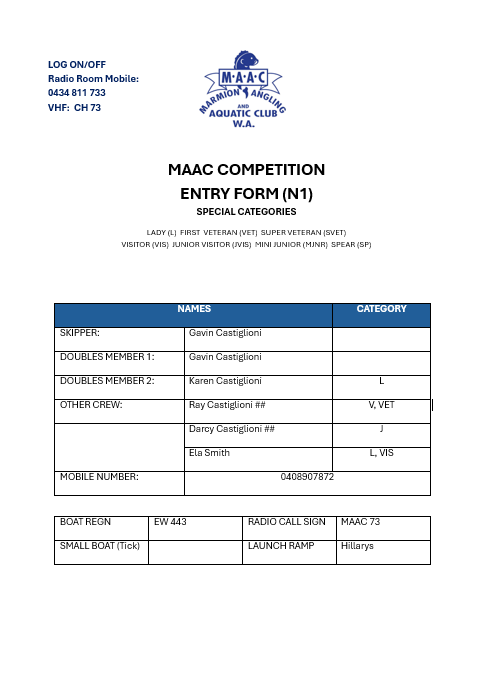 LOG ON/OFF
Radio Room Mobile:
0434 811 733
VHF: CH 73
M·A·A·C
MARMION ANGLING
AND
AQUATIC CLUB
W.A.
MAAC COMPETITION
ENTRY FORM (N1)
SPECIAL CATEGORIES
LADY (L) FIRST VETERAN (VET) SUPER VETERAN (SVET)
VISITOR (VIS) JUNIOR VISITOR (JVIS) MINI JUNIOR (MJNR) SPEAR (SP)
NAMES CATEGORY
SKIPPER: Gavin Castiglioni
DOUBLES MEMBER 1: Gavin Castiglioni
DOUBLES MEMBER 2: Karen Castiglioni L
OTHER CREW: Ray Castiglioni ## V, VET
Darcy Castiglioni ## J
Ela Smith L, VIS
MOBILE NUMBER: 0408907872
BOAT REGN EW 443 RADIO CALL SIGN MAAC 73
SMALL BOAT (Tick) LAUNCH RAMP Hillarys